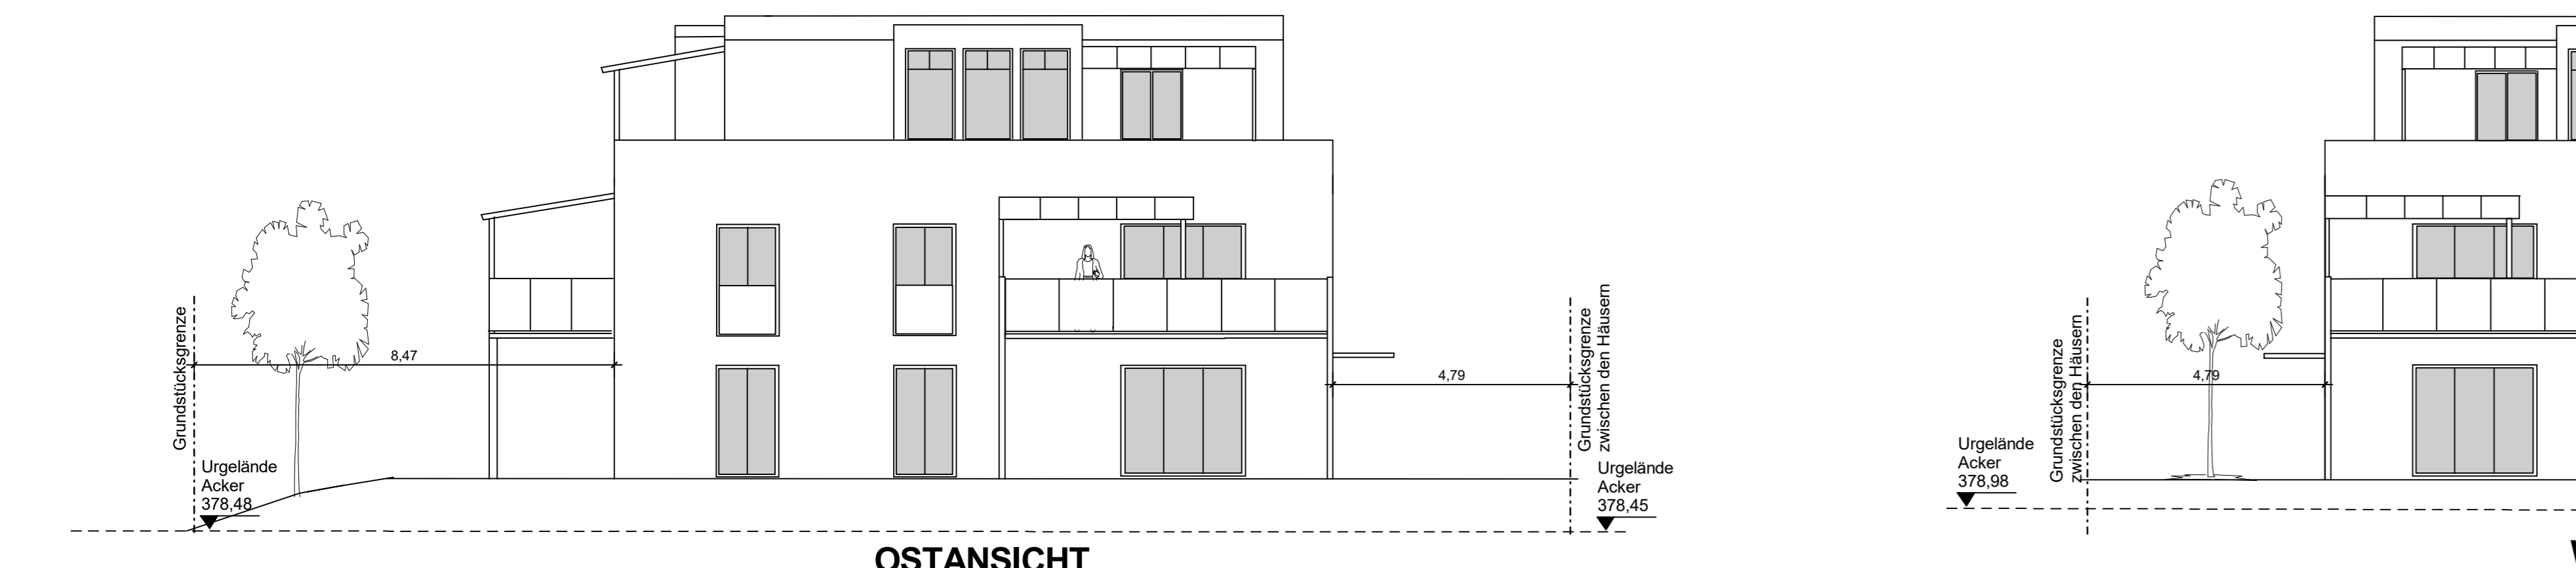 Grundstücksgrenze
8,47
Urgelände
Acker
378,48
4,79
Grundstücksgrenze
zwischen den Häusern
Urgelände
Acker
378,45
OSTANSICHT
Urgelände
Acker
378,98
Grundstücksgrenze
zwischen den Häusern
4,79